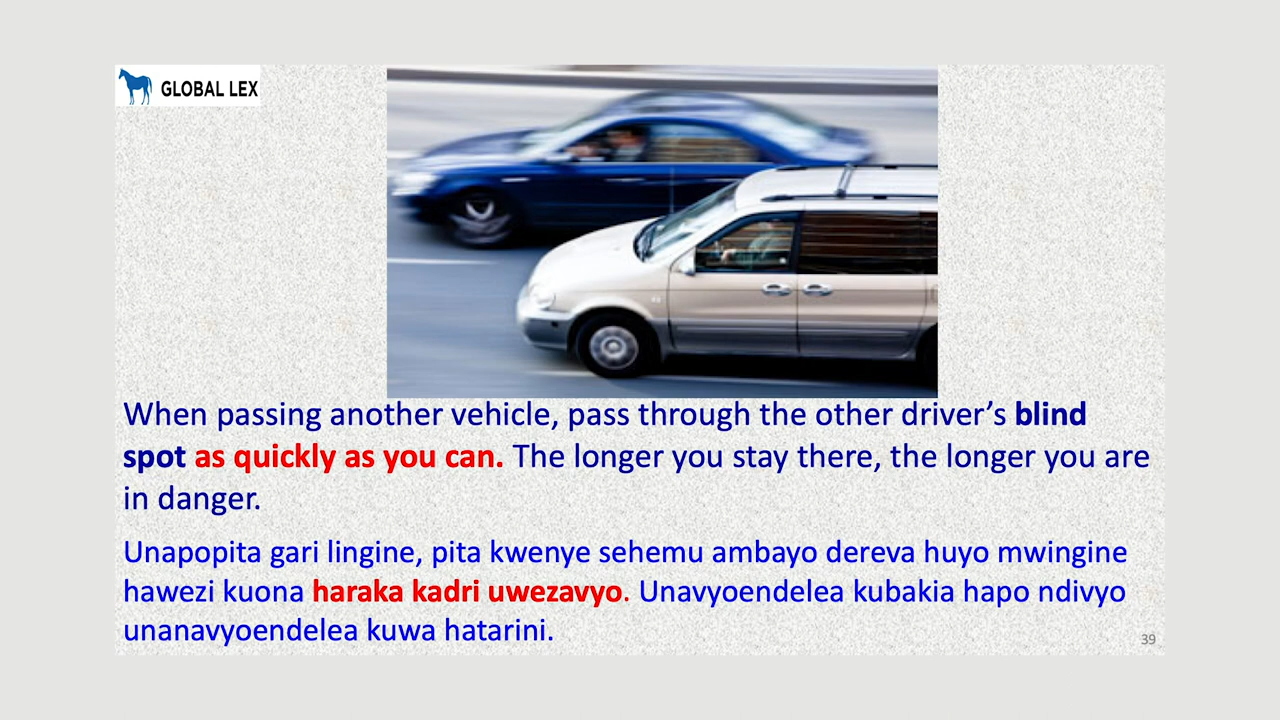 GLOBAL LEX
When passing another vehicle, pass through the other driver’s blind
spot as quickly as you can. The longer you stay there, the longer you are
in danger.
Unapopita gari lingine, pita kwenye sehemu ambayo dereva huyo mwingine
hawezi kuona haraka kadri uwezavyo. Unavyoendelea kubakia hapo ndivyo
unanavyoendelea kuwa hatarini.
39